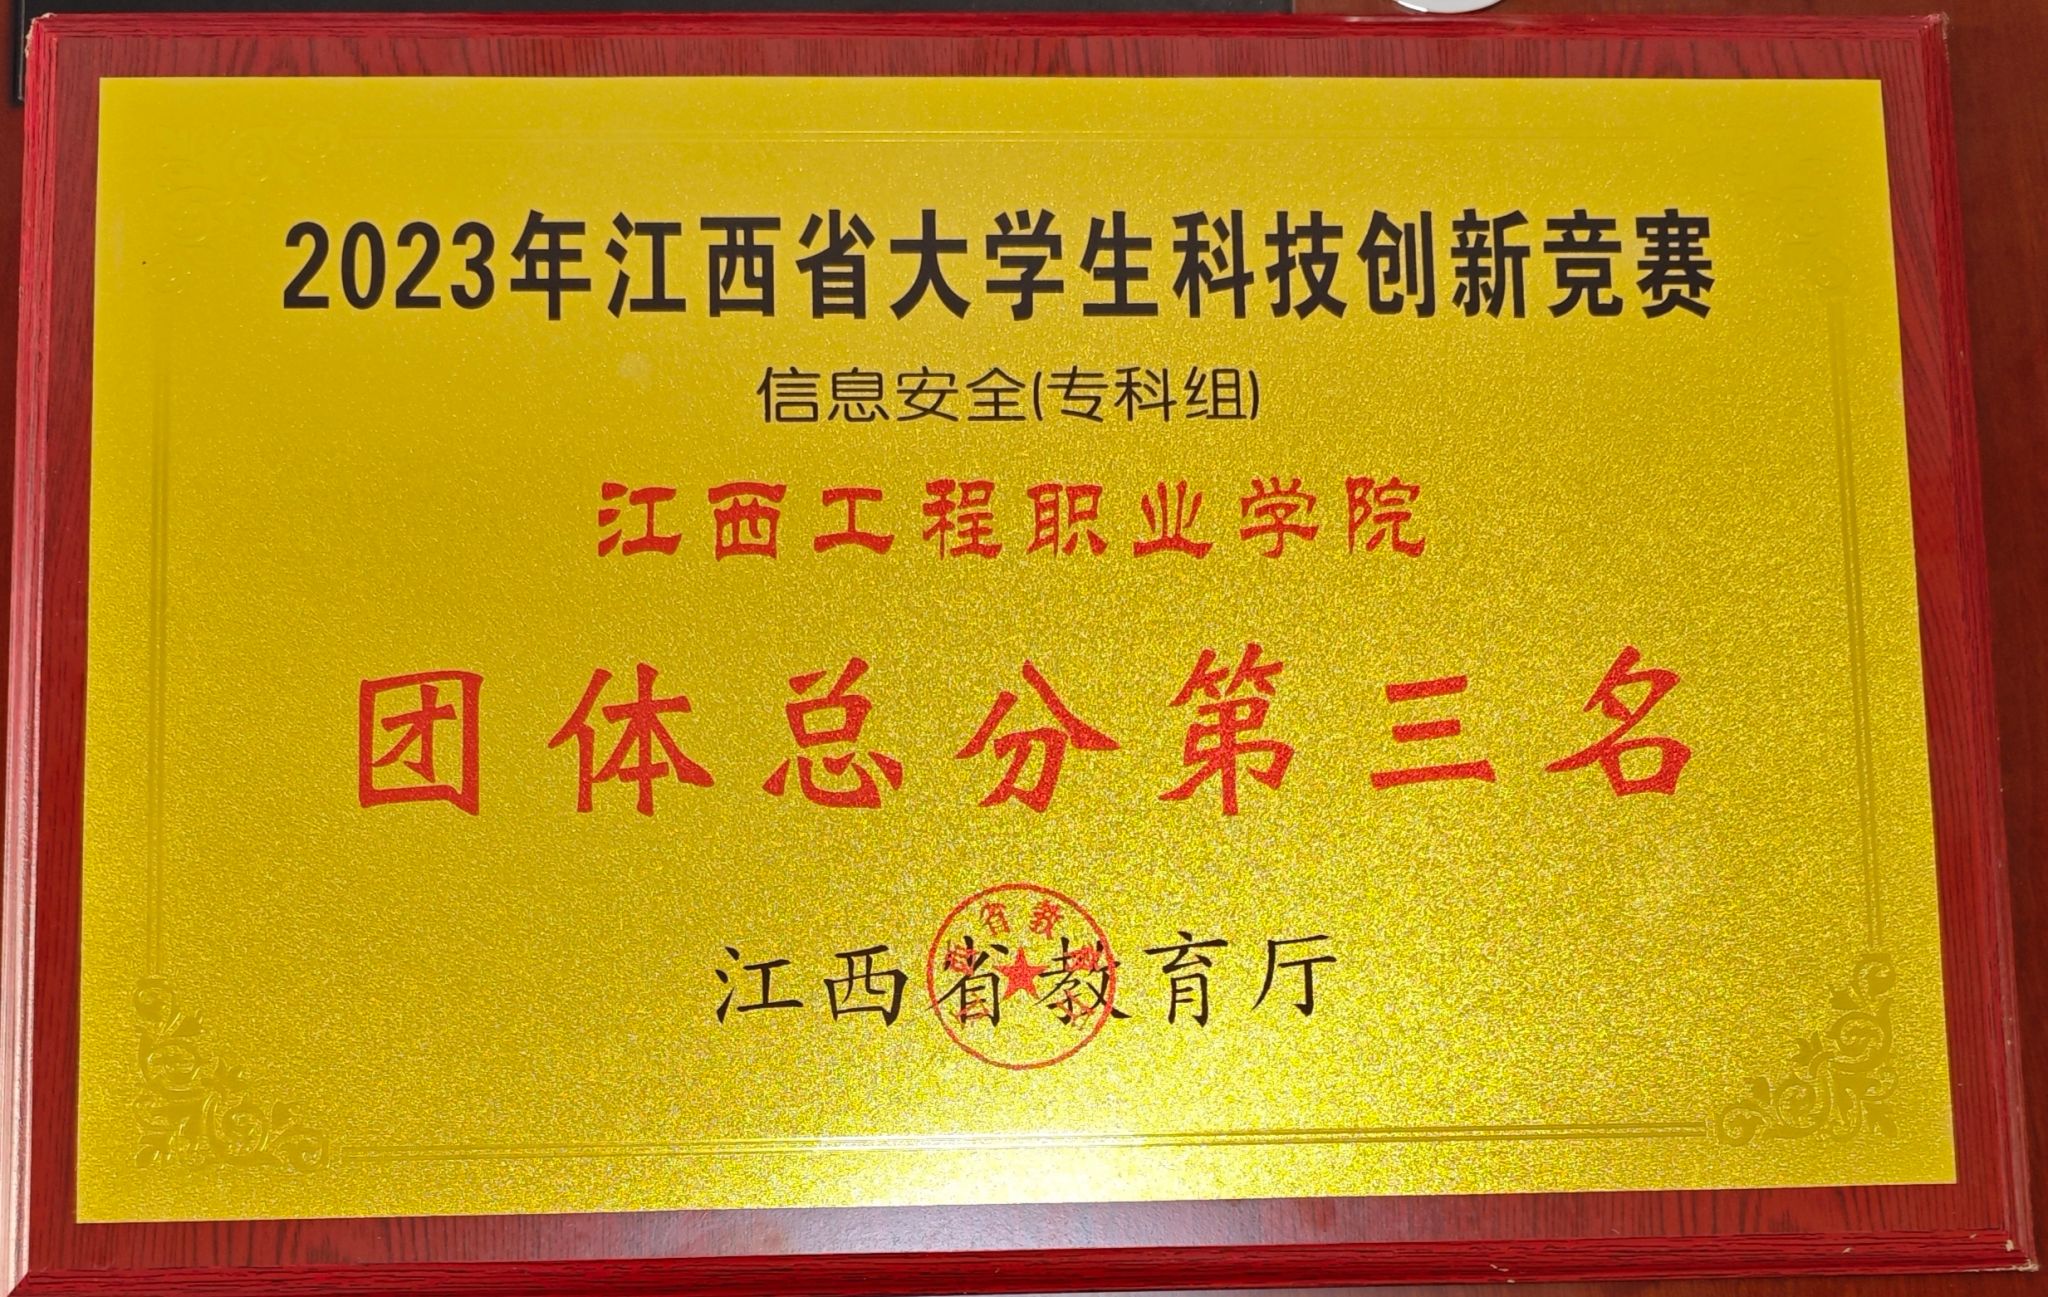 2023年江西省大学生科技创新竞赛
信息安全(专科组)
江西工程职业学院
团体总分第三名
江西省教育厅
省教